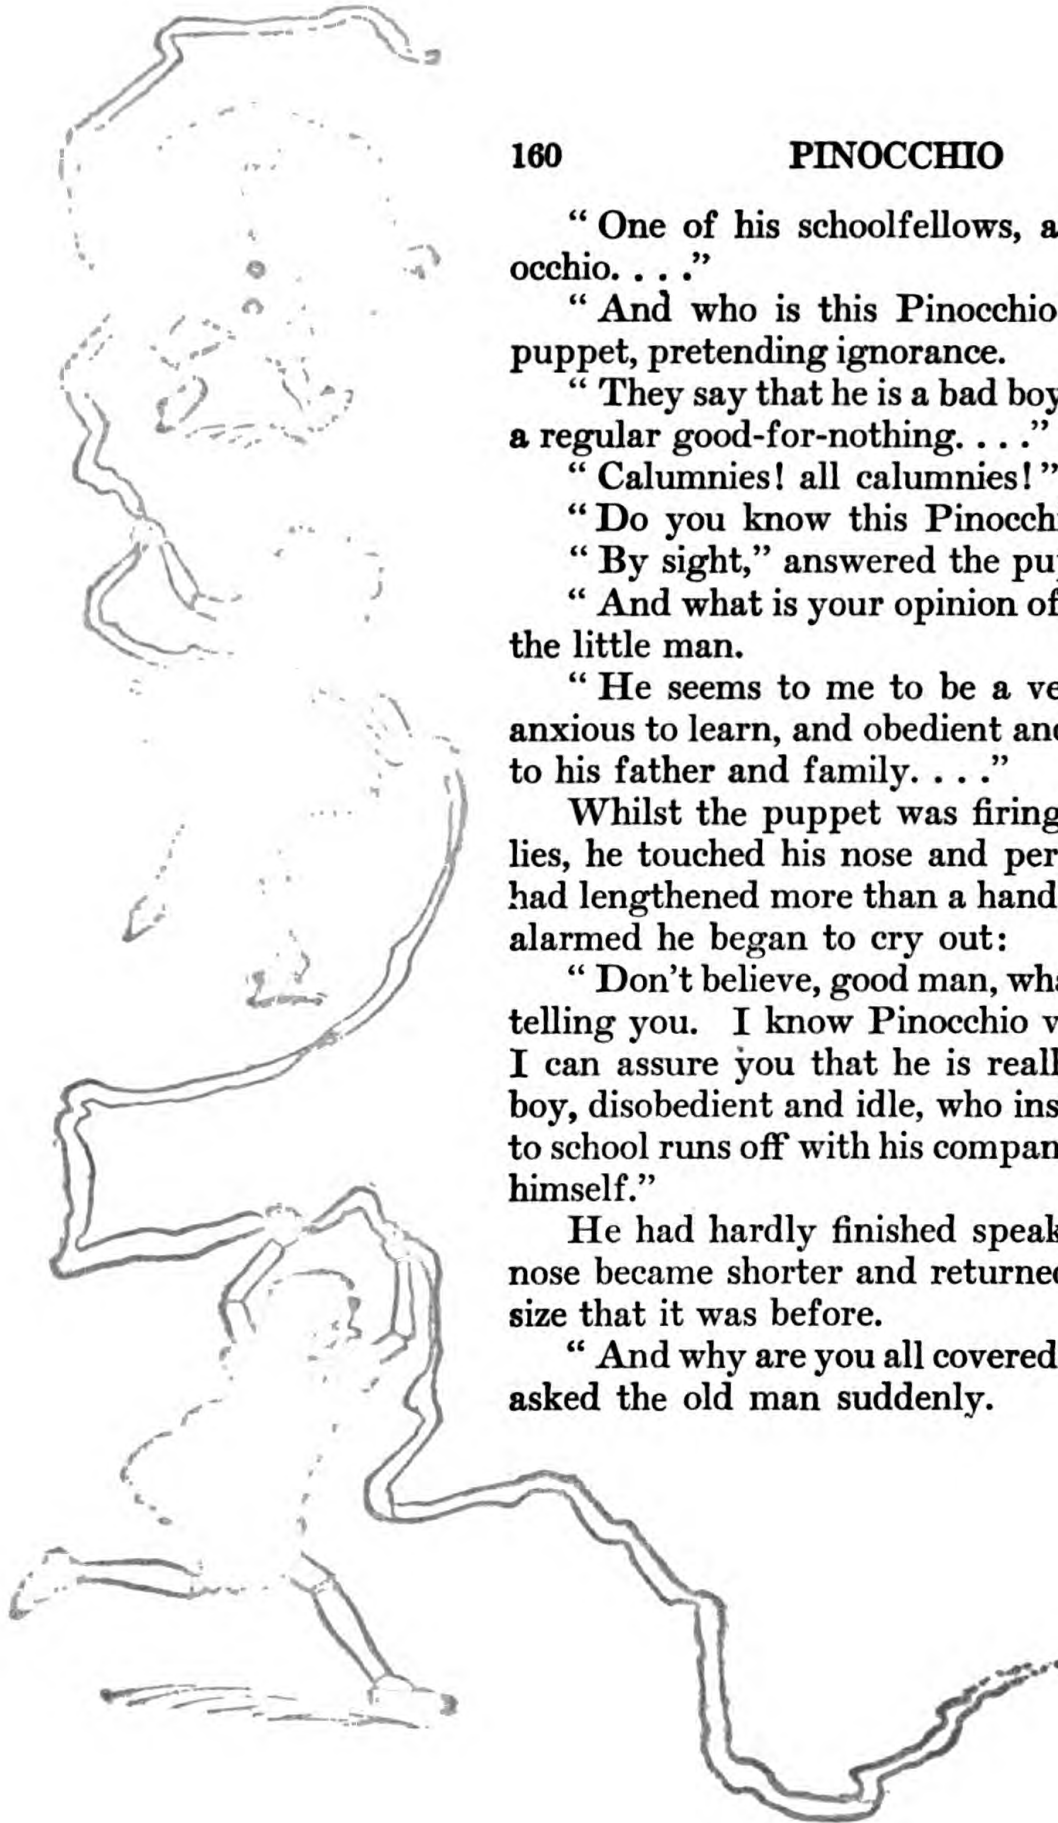 160 PINOCCHIO
“ One of his schoolfellows, a
occhio. . . .”
“ And who is this Pinocchio
puppet, pretending ignorance.
“ They say that he is a bad boy
a regular good-for-nothing. . . .”
“ Calumnies! all calumnies! ”
“ Do you know this Pinocchi
“ By sight,” answered the pu
“ And what is your opinion of
the little man.
“ He seems to me to be a ve
anxious to learn, and obedient and
to his father and family. . . .”
Whilst the puppet was firing
lies, he touched his nose and per
had lengthened more than a hand
alarmed he began to cry out:
“ Don't believe, good man, wha
telling you. I know Pinocchio v
I can assure you that he is reall
boy, disobedient and idle, who ins
to school runs off with his compan
himself.”
He had hardly finished speak
nose became shorter and returned
size that it was before.
“ And why are you all covered
asked the old man suddenly.